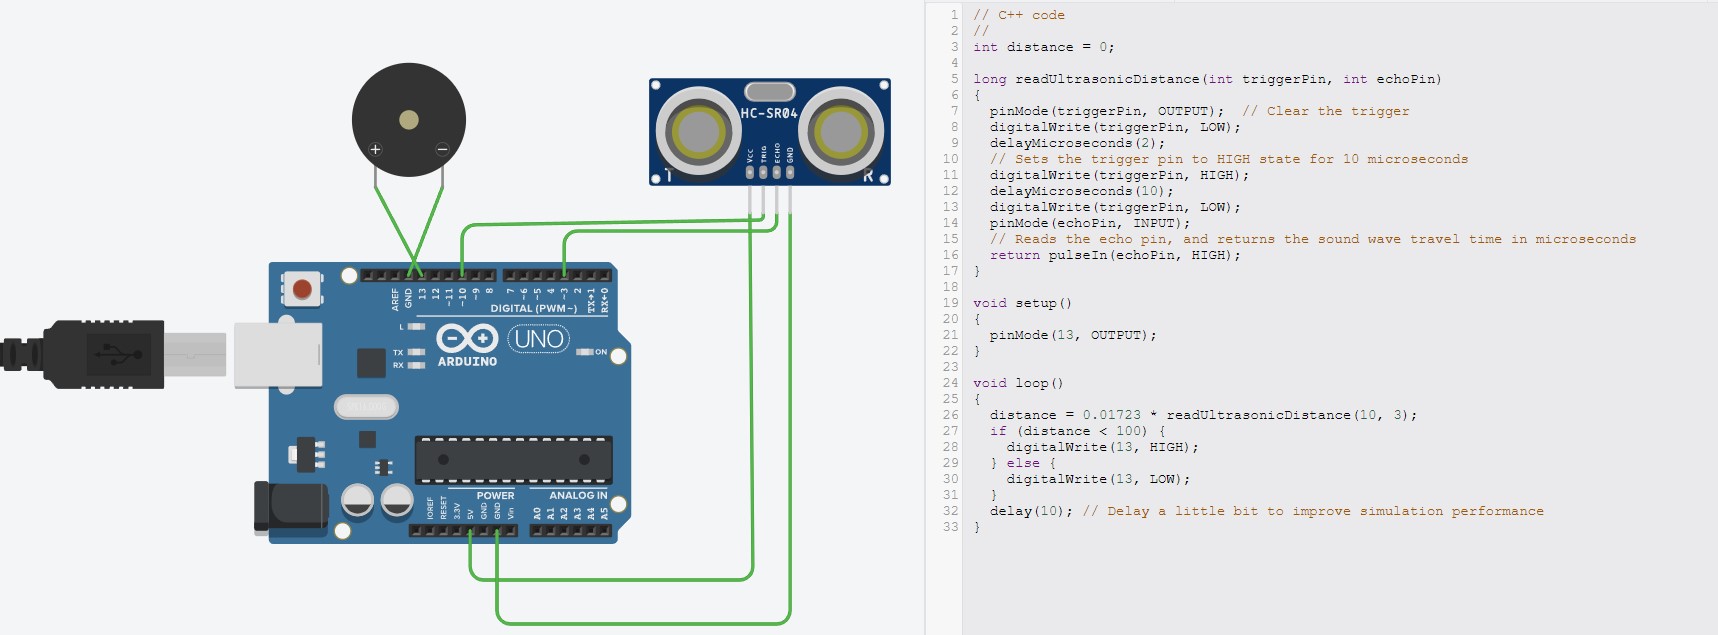 +
−
HC-SR04
VCC
TRIG
ECHO
GND
T
R
AREF
GND
13
12
~11
~10
~9
8
7
~6
~5
4
~3
2
TX→1
RX←0
DIGITAL (PWM~)
L
TX
RX
ARDUINO
UNO
ON
POWER
ANALOG IN
IOREF
RESET
3.3V
5V
GND
GND
Vin
A0
A1
A2
A3
A4
A5
1 // C++ code
2 //
3 int distance = 0;
4
5 long readUltrasonicDistance(int triggerPin, int echoPin)
6 {
7 pinMode(triggerPin, OUTPUT); // Clear the trigger
8 digitalWrite(triggerPin, LOW);
9 delayMicroseconds(2);
10 // Sets the trigger pin to HIGH state for 10 microseconds
11 digitalWrite(triggerPin, HIGH);
12 delayMicroseconds(10);
13 digitalWrite(triggerPin, LOW);
14 pinMode(echoPin, INPUT);
15 // Reads the echo pin, and returns the sound wave travel time in microseconds
16 return pulseIn(echoPin, HIGH);
17 }
18
19 void setup()
20 {
21 pinMode(13, OUTPUT);
22 }
23
24 void loop()
25 {
26 distance = 0.01723 * readUltrasonicDistance(10, 3);
27 if (distance < 100) {
28 digitalWrite(13, HIGH);
29 } else {
30 digitalWrite(13, LOW);
31 }
32 delay(10); // Delay a little bit to improve simulation performance
33 }